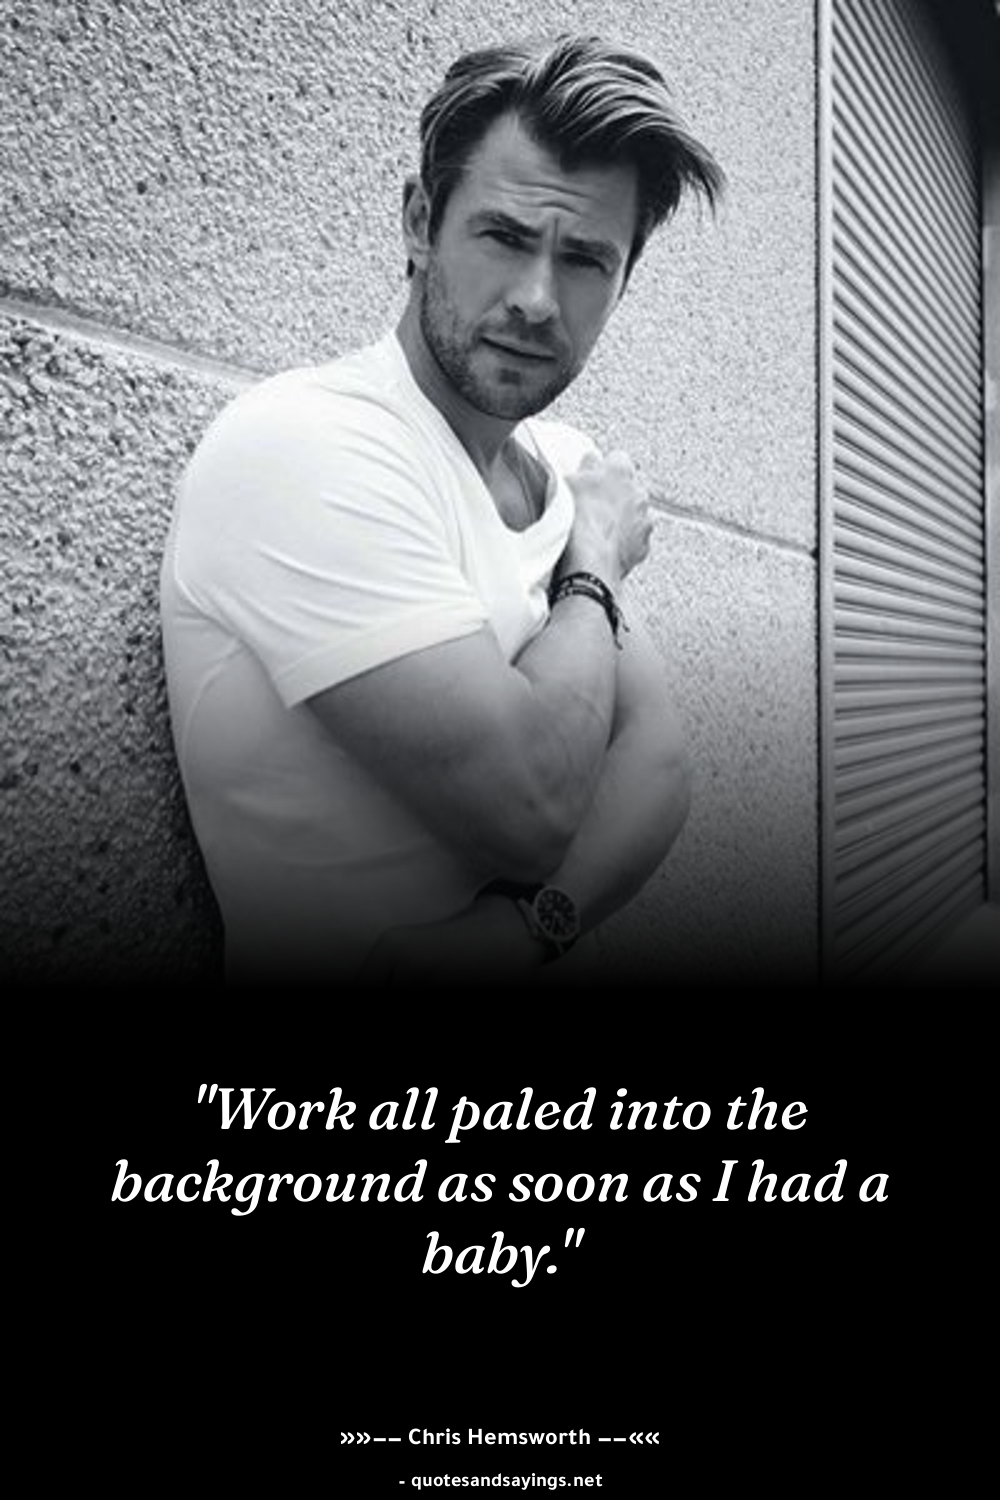 "Work all paled into the
background as soon as I had a
baby."
»»−− Chris Hemsworth −−««
- quotesandsayings.net